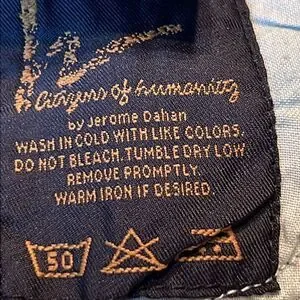 Citizens of humanity
by Jerome Dahan
WASH IN COLD WITH LIKE COLORS.
DO NOT BLEACH. TUMBLE DRY LOW
REMOVE PROMPTLY.
WARM IRON IF DESIRED.
50